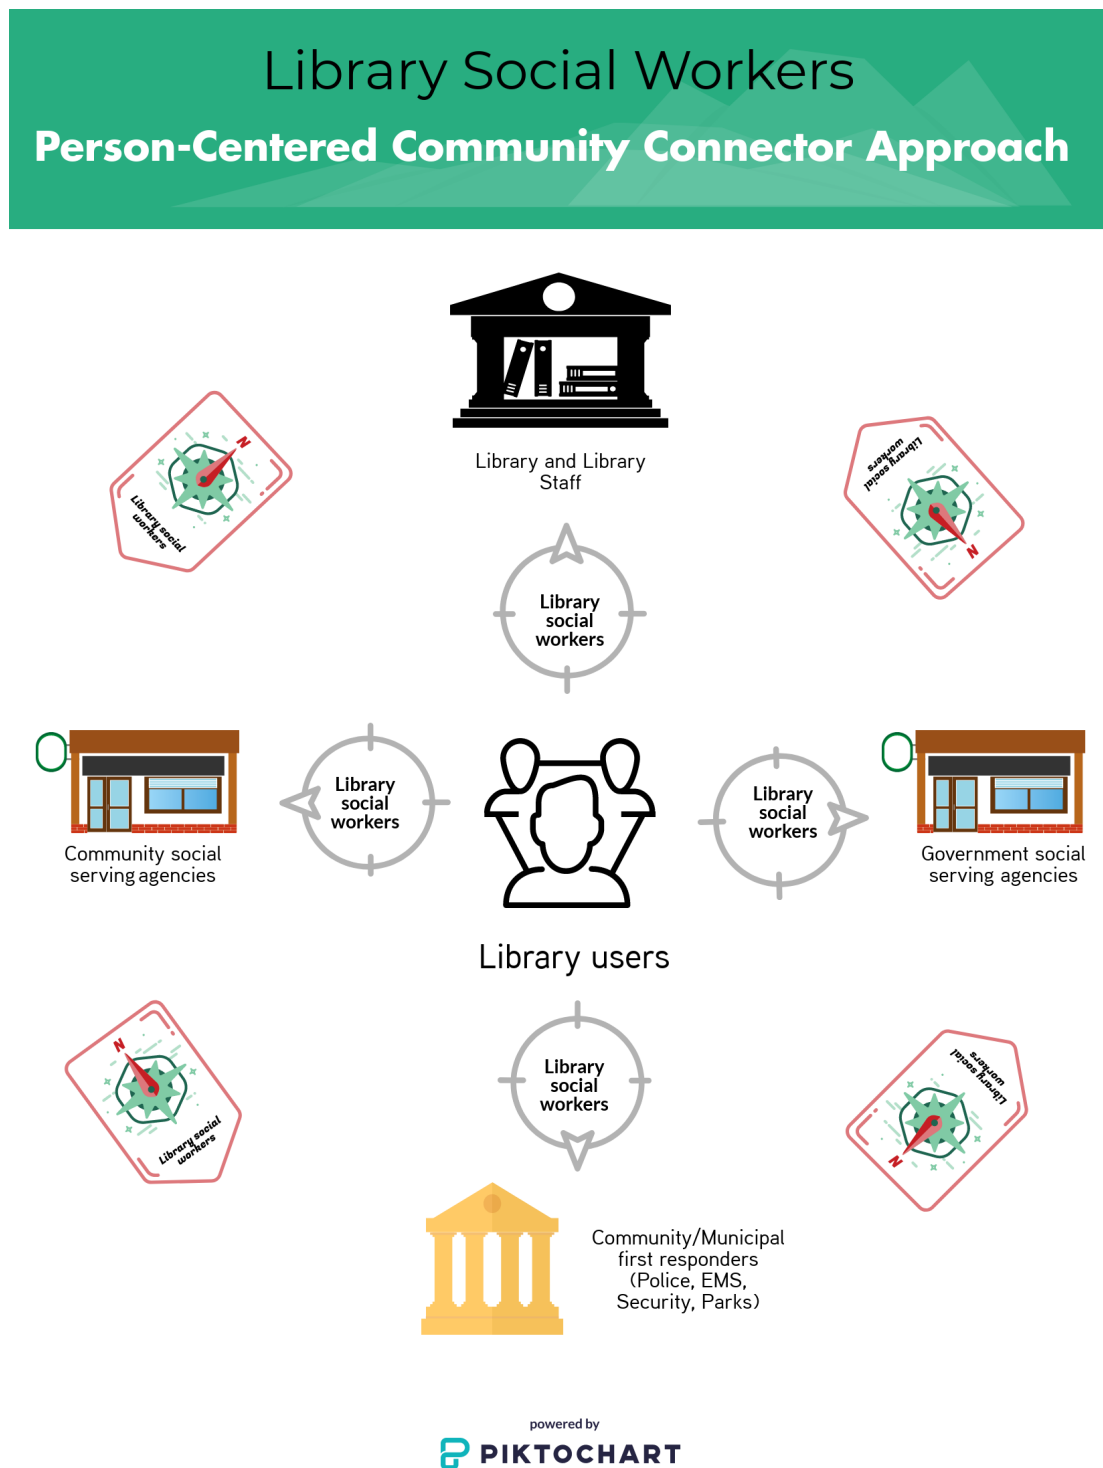 Library Social Workers
Person-Centered Community Connector Approach
Library and Library
Staff
N
Library social
workers
Library social
workers
N
Library
social
workers
Community social
serving agencies
Library
social
workers
Library
social
workers
Government social
serving agencies
Library users
N
Library social
workers
Library
social
workers
Library social
workers
N
Community/Municipal
first responders
(Police, EMS,
Security, Parks)
powered by
PIKTOCHART